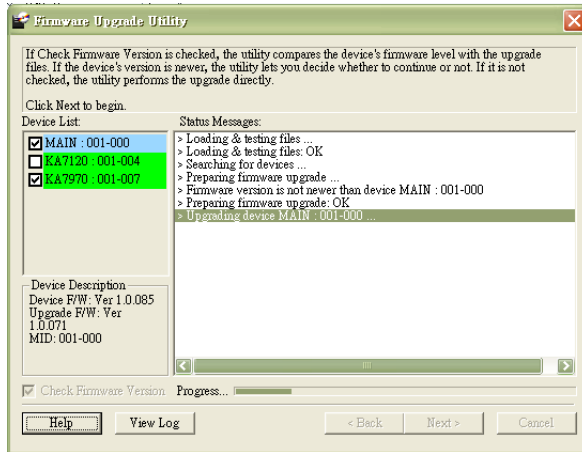 Firmware Upgrade Utility
If Check Firmware Version is checked, the utility compares the device's firmware level with the upgrade
files. If the device's version is newer, the utility lets you decide whether to continue or not. If it is not
checked, the utility performs the upgrade directly.
Click Next to begin.
Device List:
MAIN : 001-000
KA7120 : 001-004
KA7970 : 001-007
Status Messages:
> Loading & testing files ...
> Loading & testing files: OK
> Searching for devices ...
> Preparing firmware upgrade ...
> Firmware version is not newer than device MAIN : 001-000
> Preparing firmware upgrade: OK
> Upgrading device MAIN : 001-000 ...
Device Description
Device F/W: Ver 1.0.085
Upgrade F/W: Ver
1.0.071
MID: 001-000
Check Firmware Version Progress...
Help View Log < Back Next > Cancel